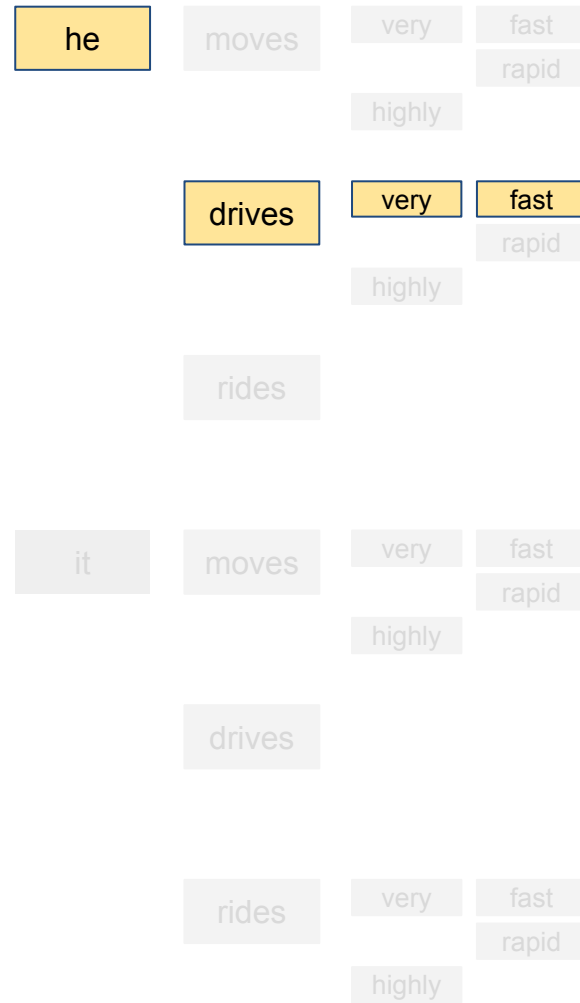 he moves very fast
rapid
highly
drives very fast
rapid
highly
rides
it moves very fast
rapid
highly
drives
rides very fast
rapid
highly